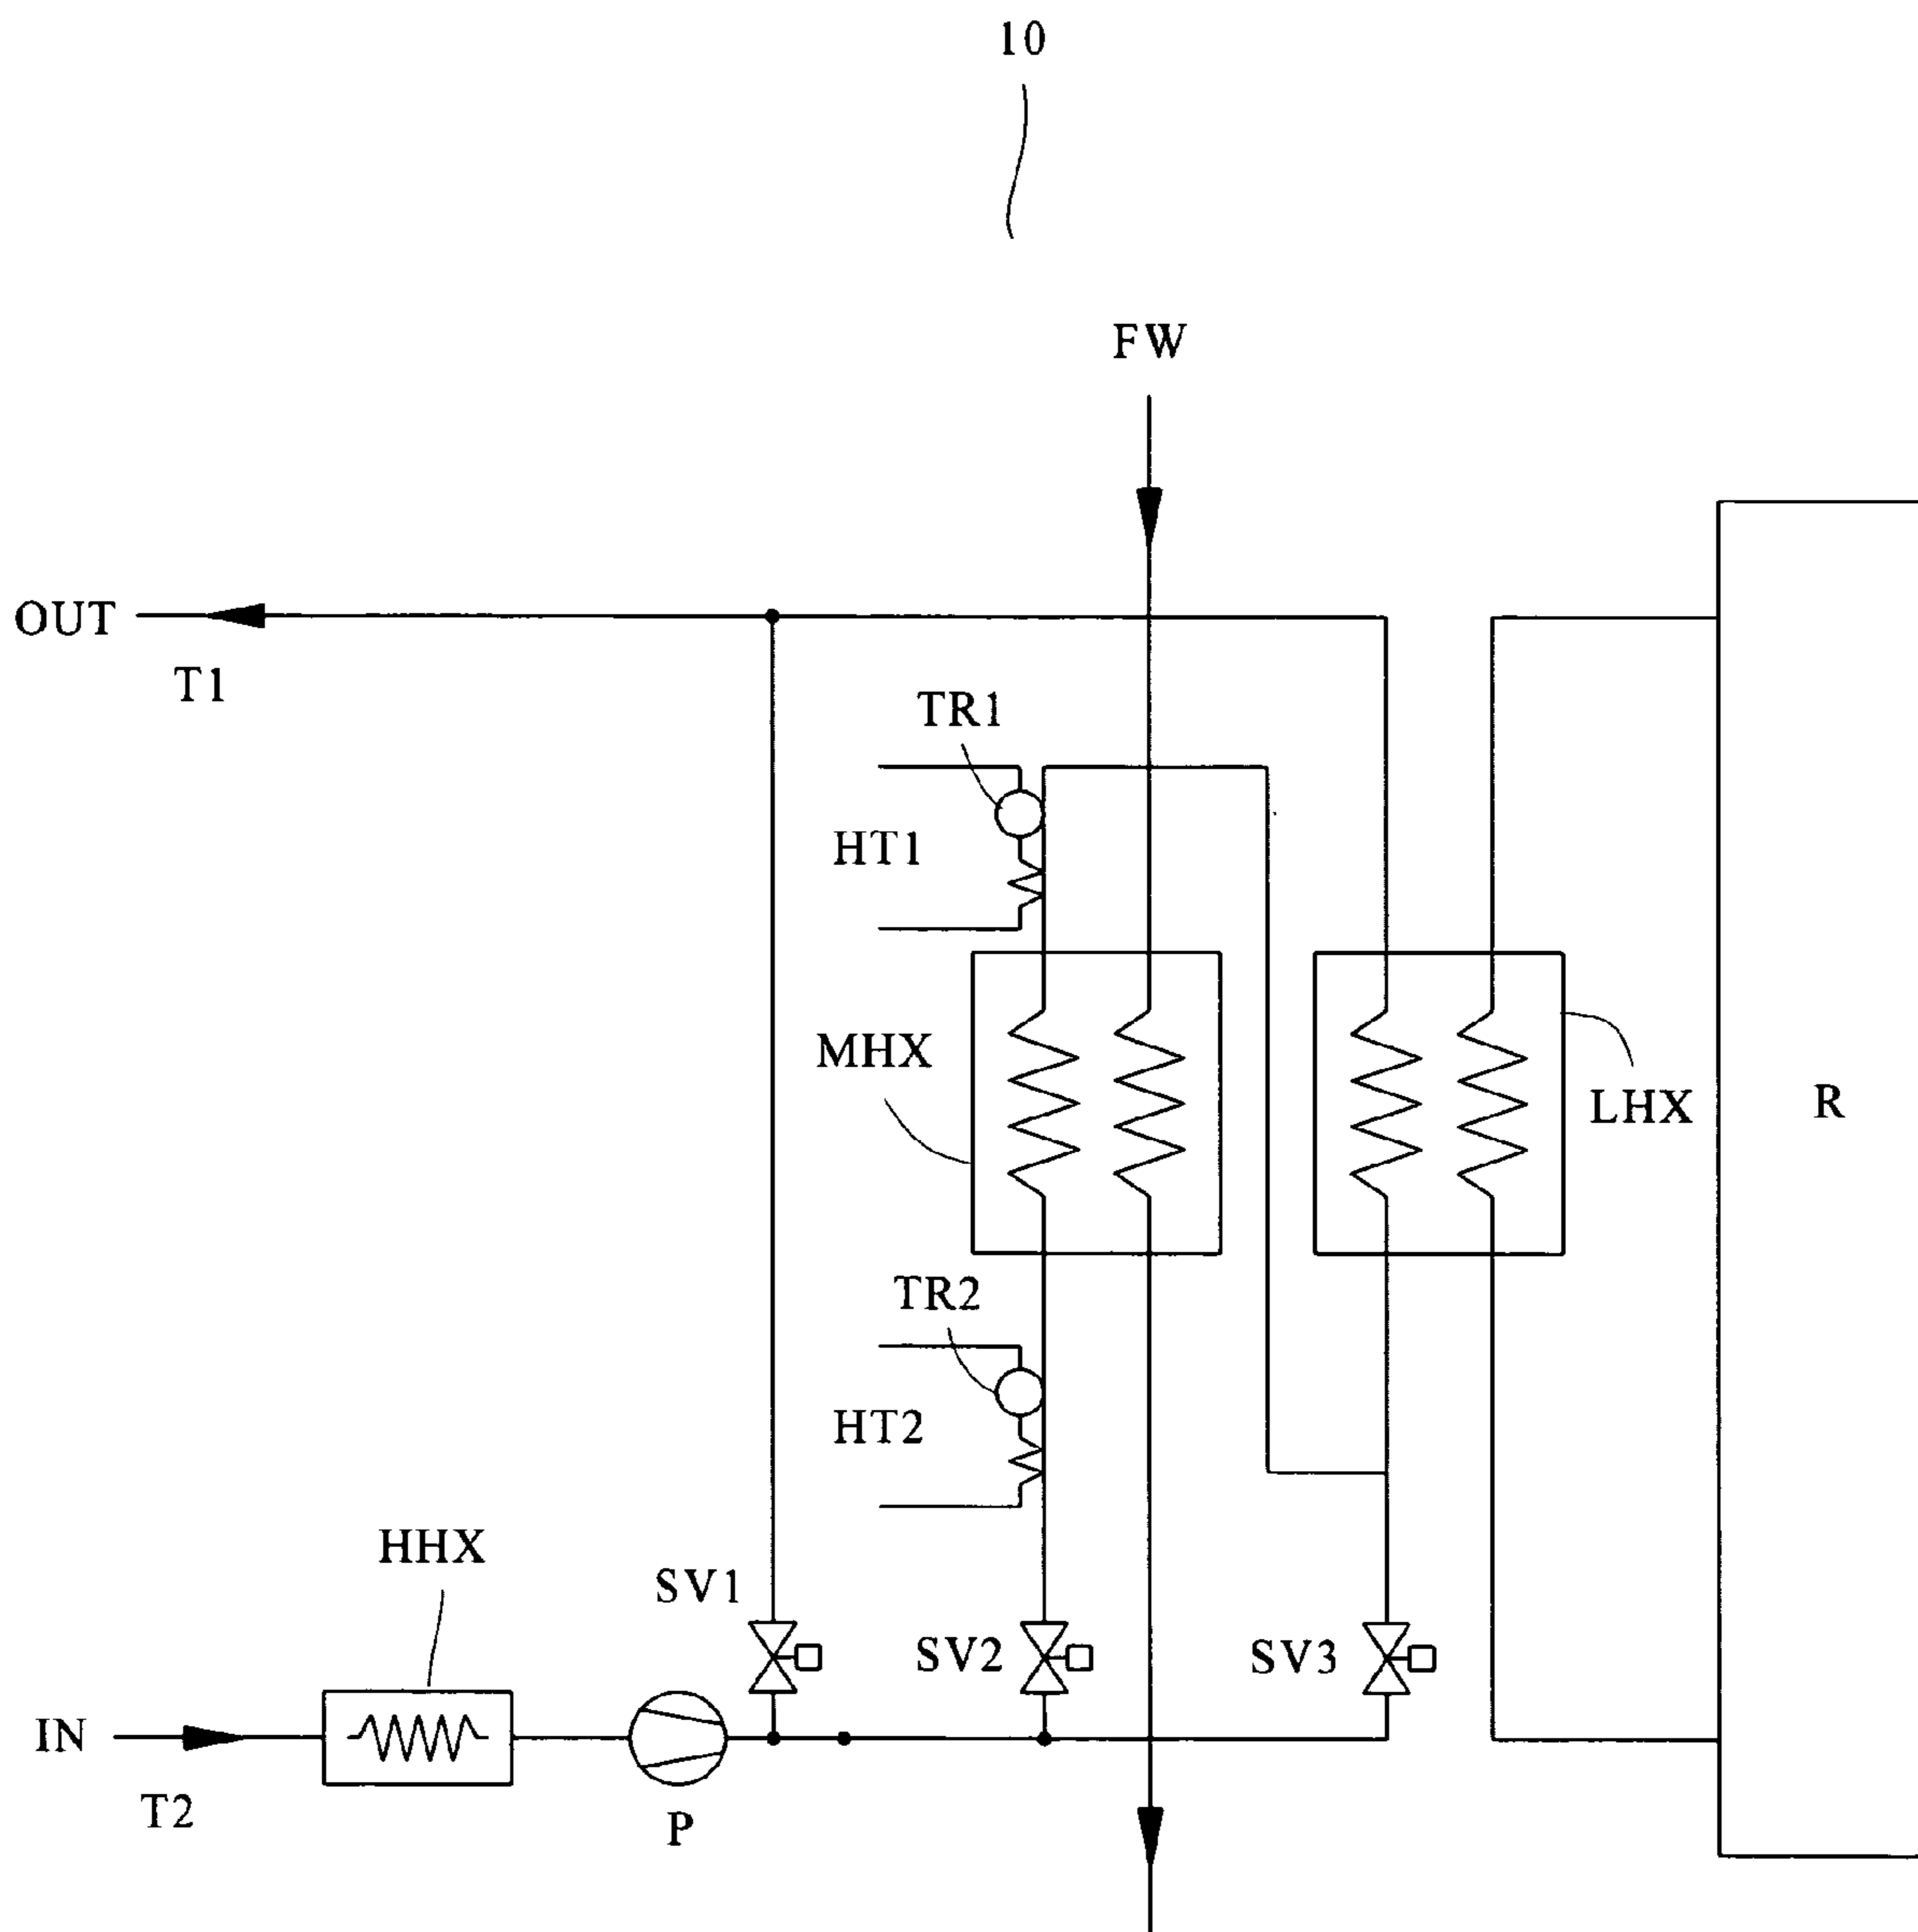 10
FW
OUT
T1
TR1
HT1
MHX
LHX
R
TR2
HT2
HHX
SV1
SV2
SV3
IN
T2
P